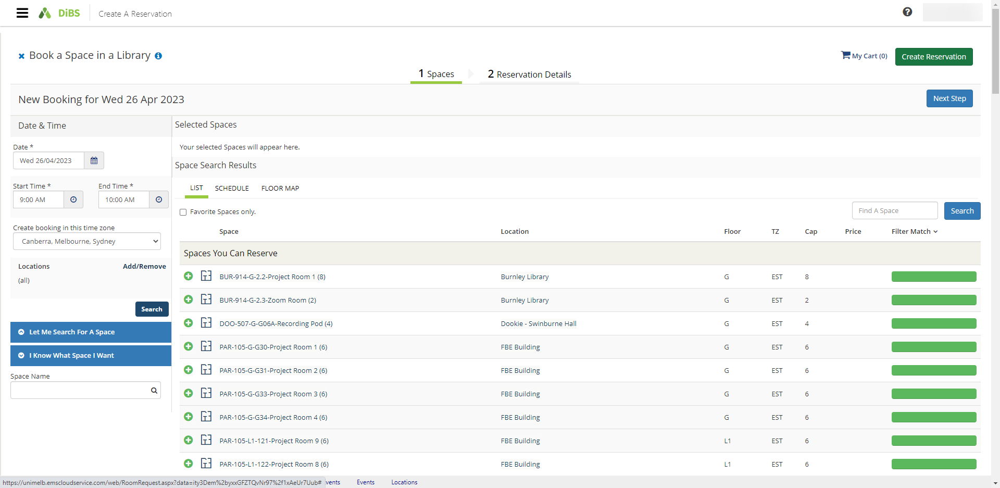 DiBS
Create A Reservation
Book a Space in a Library
My Cart (0)
Create Reservation
1 Spaces
2 Reservation Details
New Booking for Wed 26 Apr 2023
Next Step
Date & Time
Date *
Wed 26/04/2023
Start Time *
End Time *
9:00 AM
10:00 AM
Create booking in this time zone
Canberra, Melbourne, Sydney
Locations
Add/Remove
(all)
Search
Let Me Search For A Space
I Know What Space I Want
Space Name
Selected Spaces
Your selected Spaces will appear here.
Space Search Results
LIST SCHEDULE FLOOR MAP
Favorite Spaces only.
Find A Space
Search
Space Location Floor TZ Cap Price Filter Match
Spaces You Can Reserve
BUR-914-G-2.2-Project Room 1 (8) Burnley Library G EST 8
BUR-914-G-2.3-Zoom Room (2) Burnley Library G EST 2
DOO-507-G-G06A-Recording Pod (4) Dookie - Swinburne Hall G EST 4
PAR-105-G-G30-Project Room 1 (6) FBE Building G EST 6
PAR-105-G-G31-Project Room 2 (6) FBE Building G EST 6
PAR-105-G-G33-Project Room 3 (6) FBE Building G EST 6
PAR-105-G-G34-Project Room 4 (6) FBE Building G EST 6
PAR-105-L1-121-Project Room 9 (6) FBE Building L1 EST 6
PAR-105-L1-122-Project Room 8 (6) FBE Building L1 EST 6
https://unimelb.emscloudservice.com/web/RoomRequest.aspx?data=ity3Dem%2byxxGFZTQvNr97%2f1xAeUr7Uub#
vents Events Locations